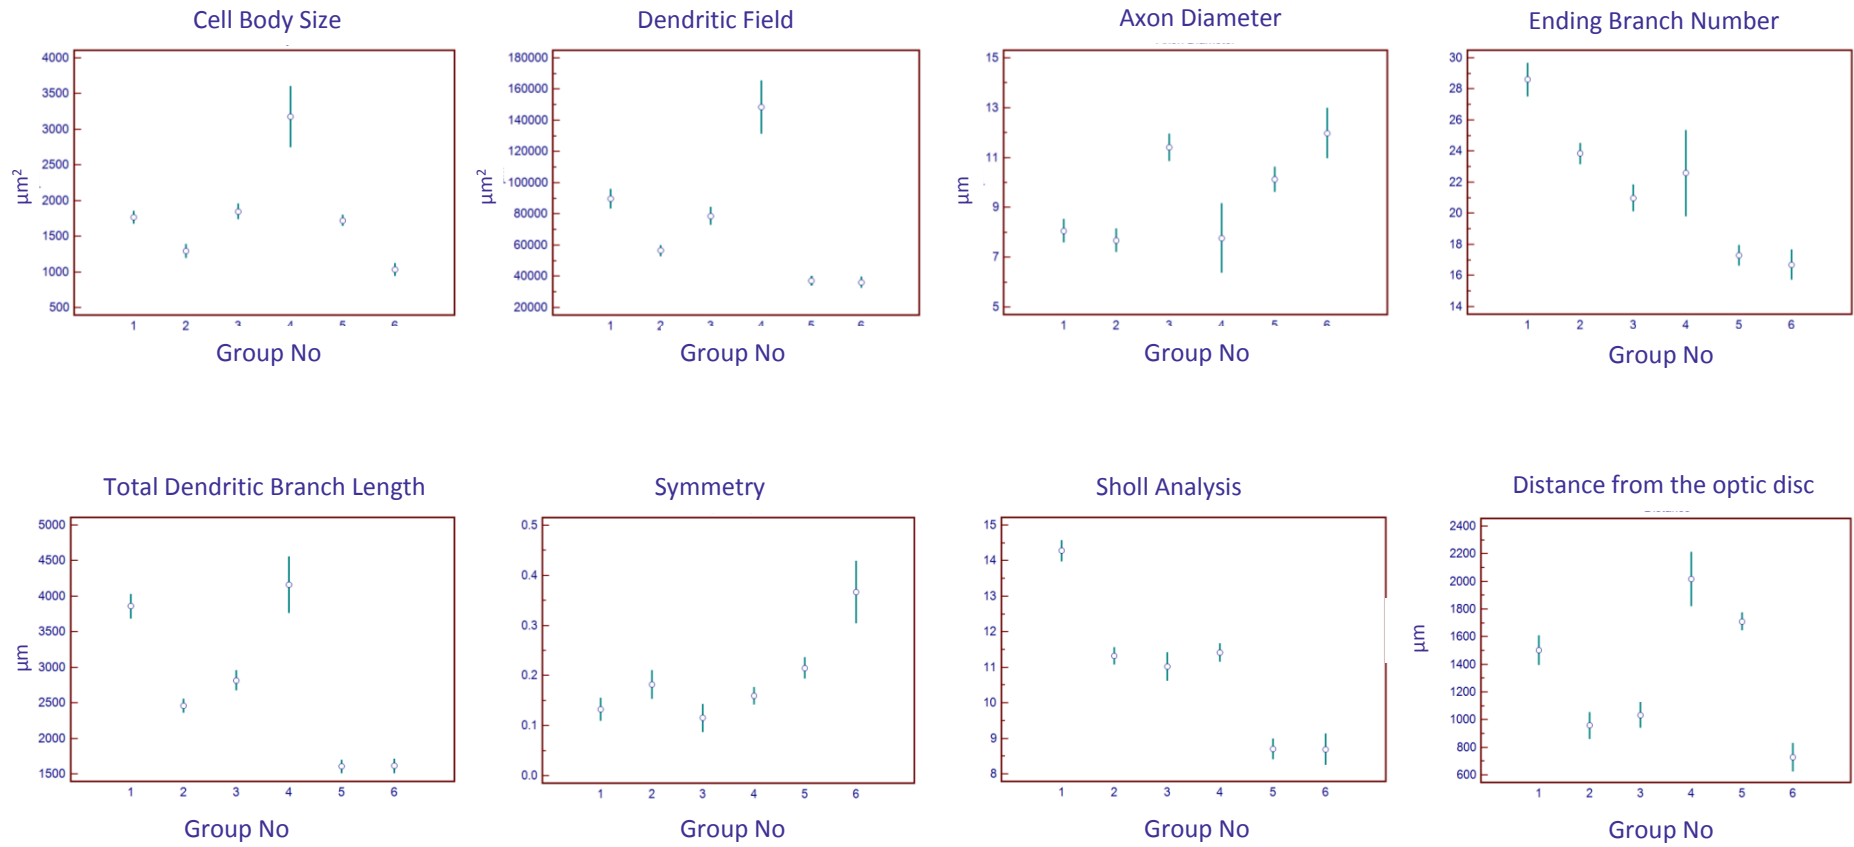 Cell Body Size
4000
3500
3000
2500
2000
1500
1000
500
µm²
1 2 3 4 5 6
Group No
Dendritic Field
180000
160000
140000
120000
100000
80000
60000
40000
20000
µm²
1 2 3 4 5 6
Group No
Axon Diameter
15
13
11
9
7
5
µm
1 2 3 4 5 6
Group No
Ending Branch Number
30
28
26
24
22
20
18
16
14
1 2 3 4 5 6
Group No
Total Dendritic Branch Length
5000
4500
4000
3500
3000
2500
2000
1500
µm
1 2 3 4 5 6
Group No
Symmetry
0.5
0.4
0.3
0.2
0.1
0.0
1 2 3 4 5 6
Group No
Sholl Analysis
15
14
13
12
11
10
9
8
1 2 3 4 5 6
Group No
Distance from the optic disc
2400
2200
2000
1800
1600
1400
1200
1000
800
600
µm
1 2 3 4 5 6
Group No